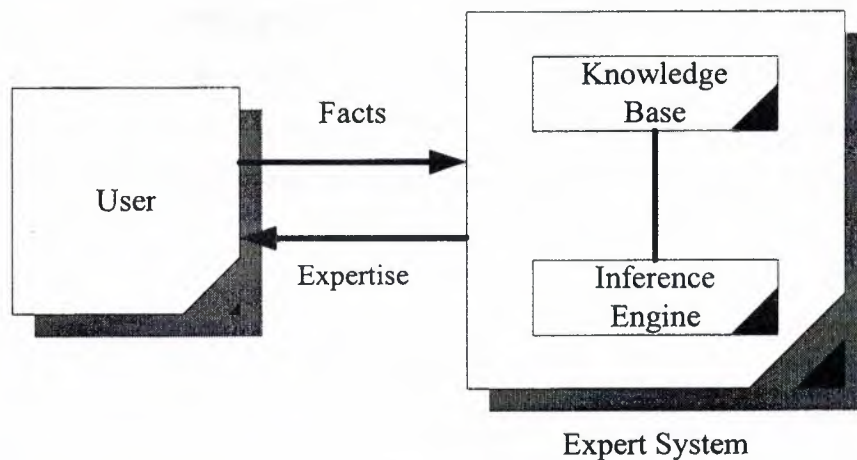 User
Facts
Expertise
Knowledge
Base
Inference
Engine
Expert System